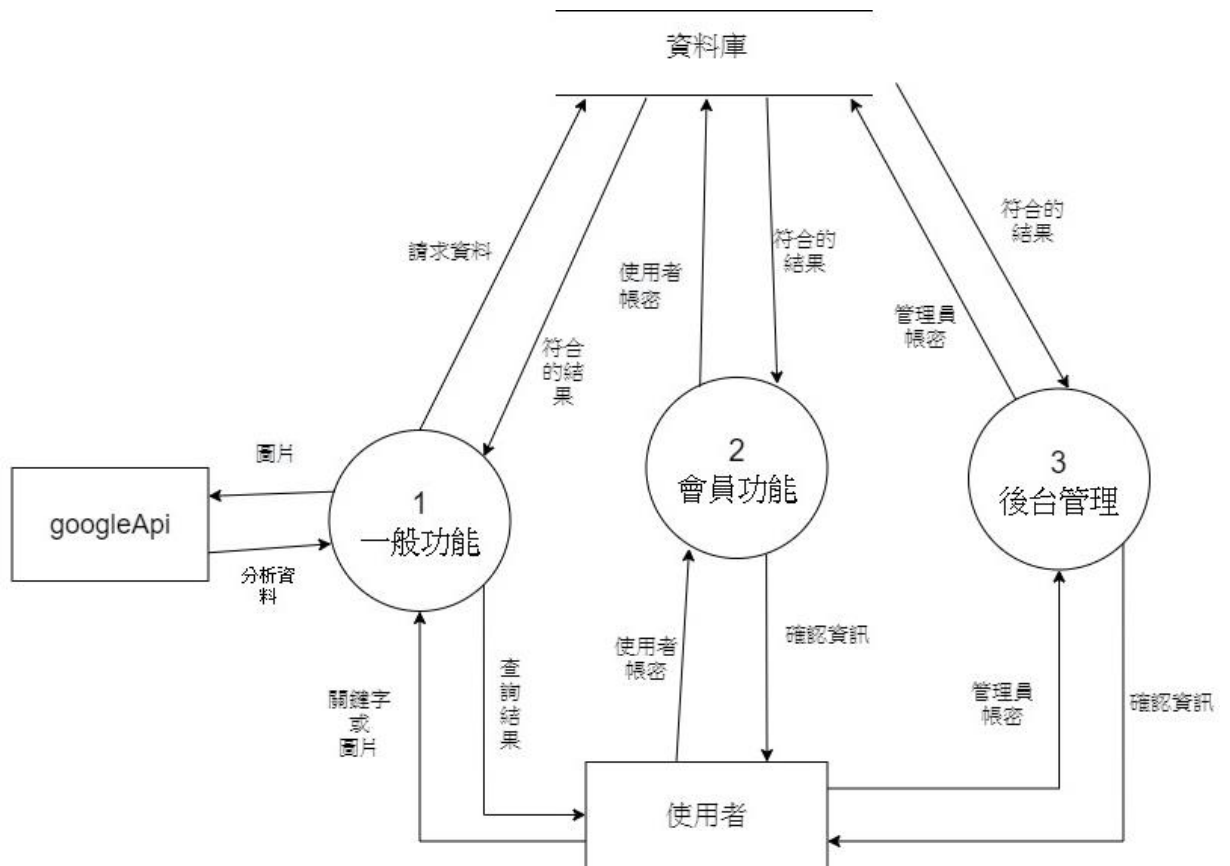 資料庫
請求資料
符合
的結
果
使用者
帳密
符合的
結果
管理員
帳密
符合的
結果
圖片
googleApi
分析資
料
1
一般功能
2
會員功能
3
後台管理
關鍵字
或
圖片
查
詢
結
果
使用者
帳密
確認資訊
管理員
帳密
確認資訊
使用者